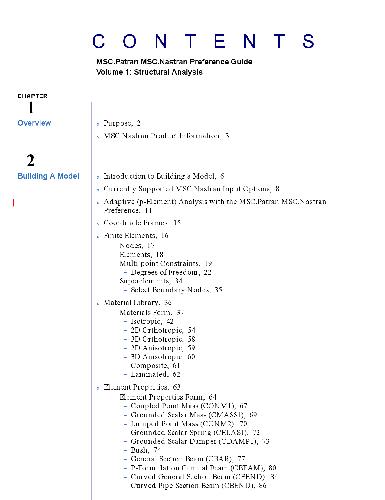 CONTENTS
MSC.Patran MSC.Nastran Preference Guide
Volume 1: Structural Analysis
CHAPTER
1
Overview
Purpose, 2
MSC.Nastran Product Information, 3
2
Building A Model
Introduction to Building a Model, 6
Currently Supported MSC.Nastran Input Options, 8
Adaptive (p-Element) Analysis with the MSC.Patran MSC.Nastran
Preference, 11
Coordinate Frames, 15
Finite Elements, 16
Nodes, 17
Elements, 18
Multi-point Constraints, 19
- Degrees of Freedom, 22
Superelements, 34
- Select Boundary Nodes, 35
Material Library, 36
Materials Form, 37
- Isotropic, 42
- 2D Orthotropic, 54
- 3D Orthotropic, 58
- 2D Anisotropic, 59
- 3D Anisotropic, 60
- Composite, 61
- Laminated, 62
Element Properties, 63
Element Properties Form, 64
- Coupled Point Mass (CONM1), 67
- Grounded Scalar Mass (CMASS1), 69
- Lumped Point Mass (CONM2), 70
- Grounded Scalar Spring (CELAS1), 72
- Grounded Scalar Damper (CDAMP1), 73
- Bush, 74
- General Section Beam (CBAR), 77
- P-Formulation General Beam (CBEAM), 80
- Curved General Section Beam (CBEND),
- Curved Pipe Section Beam (CBEND), 86